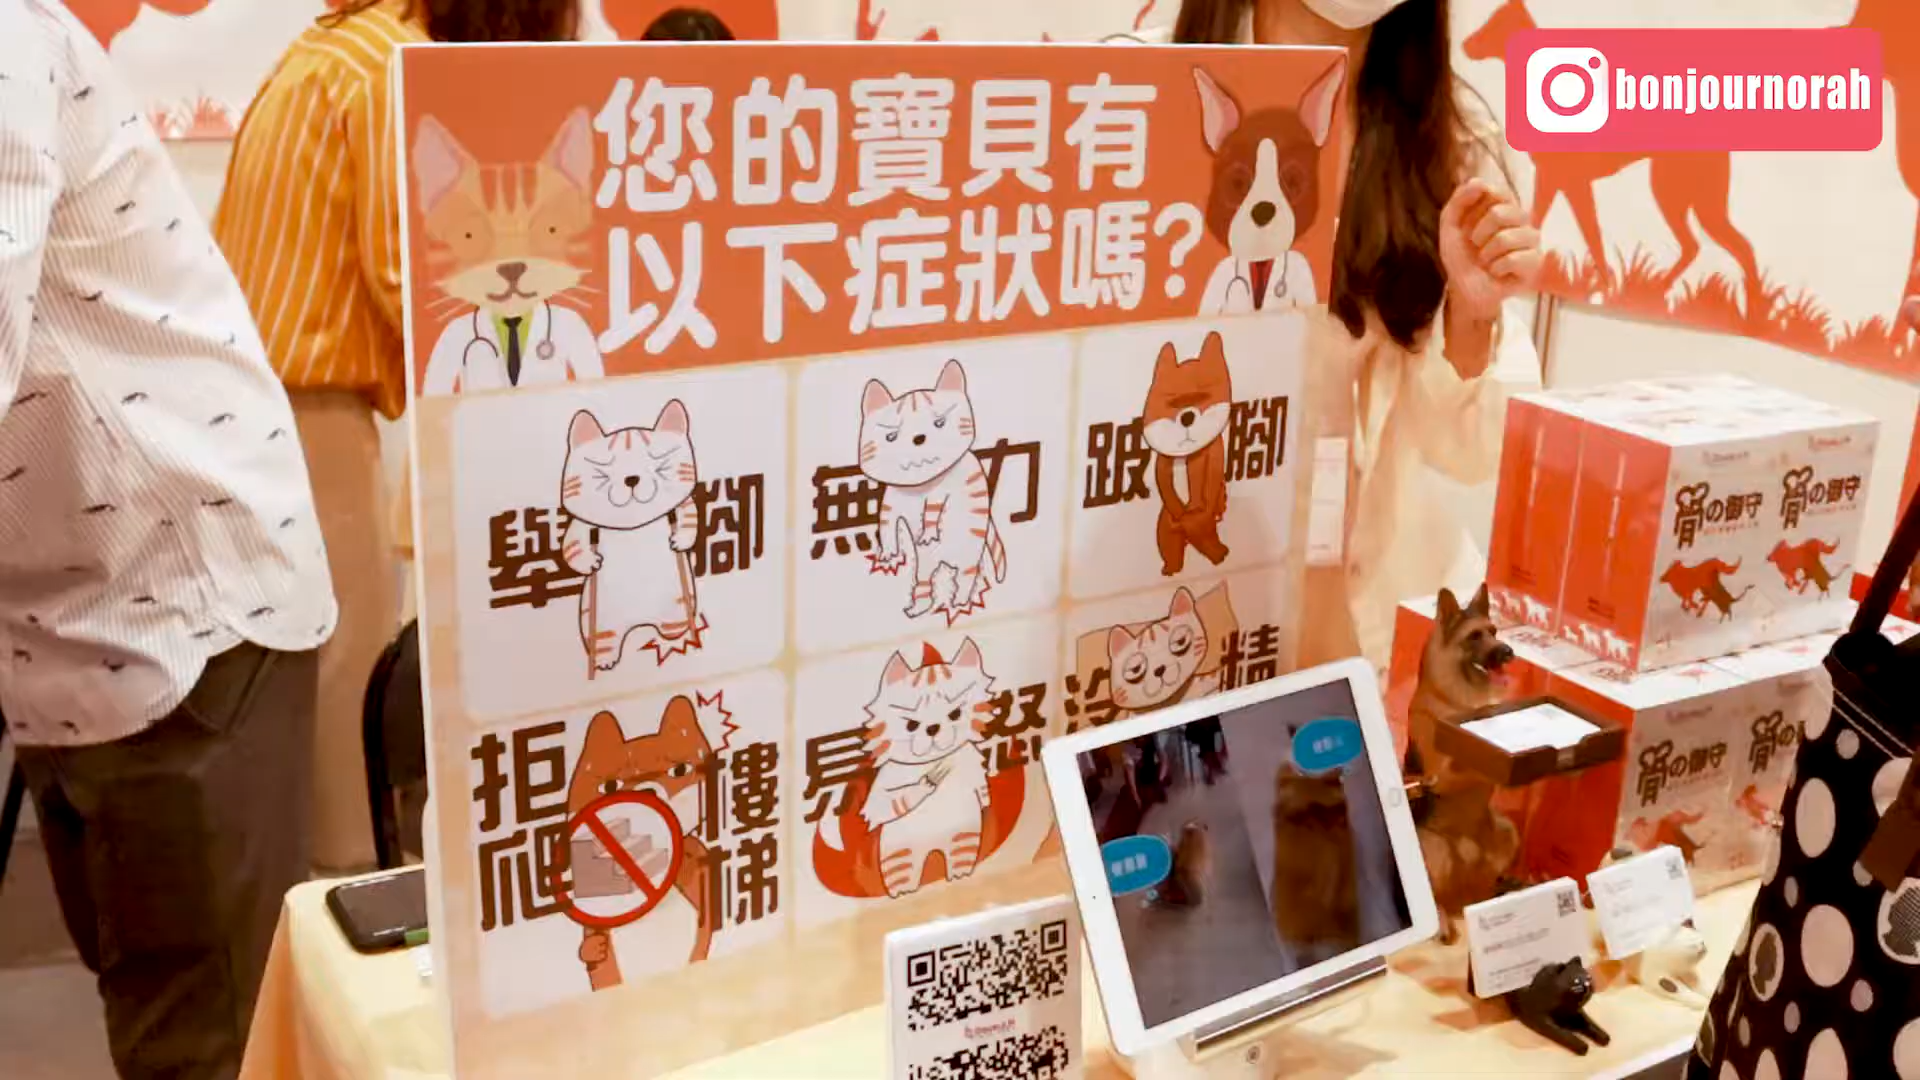 bonjournorah
您的寶貝有
以下症狀嗎?
舉腳
無力
跛腳
拒爬樓梯
易怒
沒精
骨の御守
骨の御守
骨の御守